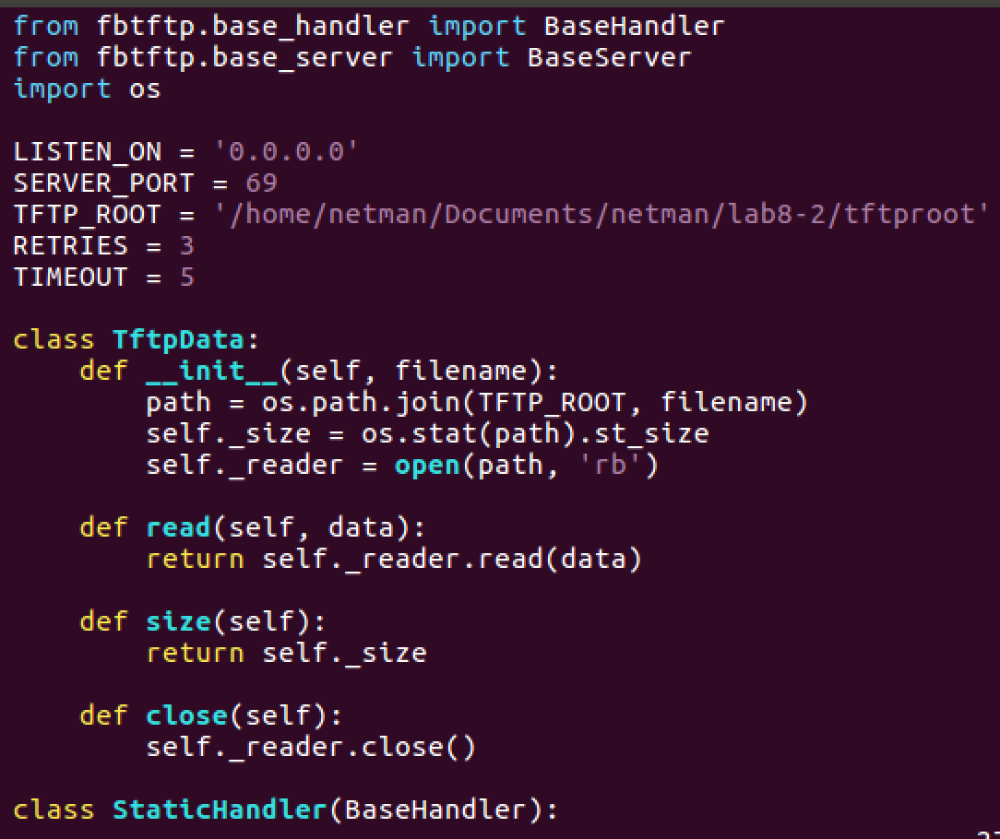 from fbtftp.base_handler import BaseHandler
from fbtftp.base_server import BaseServer
import os

LISTEN_ON = '0.0.0.0'
SERVER_PORT = 69
TFTP_ROOT = '/home/netman/Documents/netman/lab8-2/tftproot'
RETRIES = 3
TIMEOUT = 5

class TftpData:
    def __init__(self, filename):
        path = os.path.join(TFTP_ROOT, filename)
        self._size = os.stat(path).st_size
        self._reader = open(path, 'rb')

    def read(self, data):
        return self._reader.read(data)

    def size(self):
        return self._size

    def close(self):
        self._reader.close()

class StaticHandler(BaseHandler):